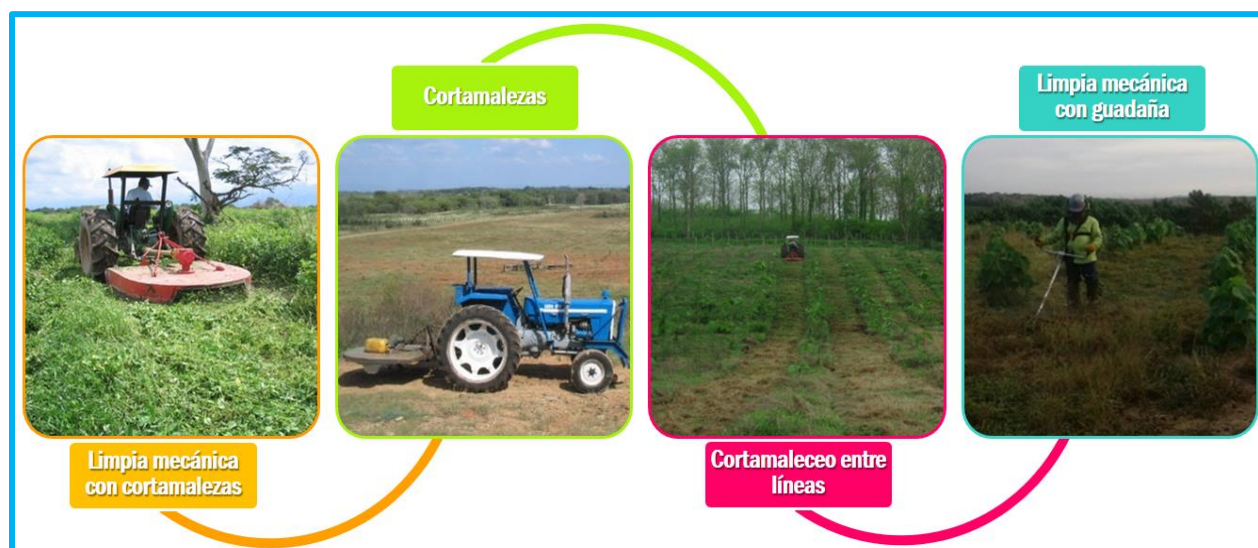 Limpia mecánica
con cortamalezas
Cortamalezas
Cortamaleceo entre
líneas
Limpia mecánica
con guadaña